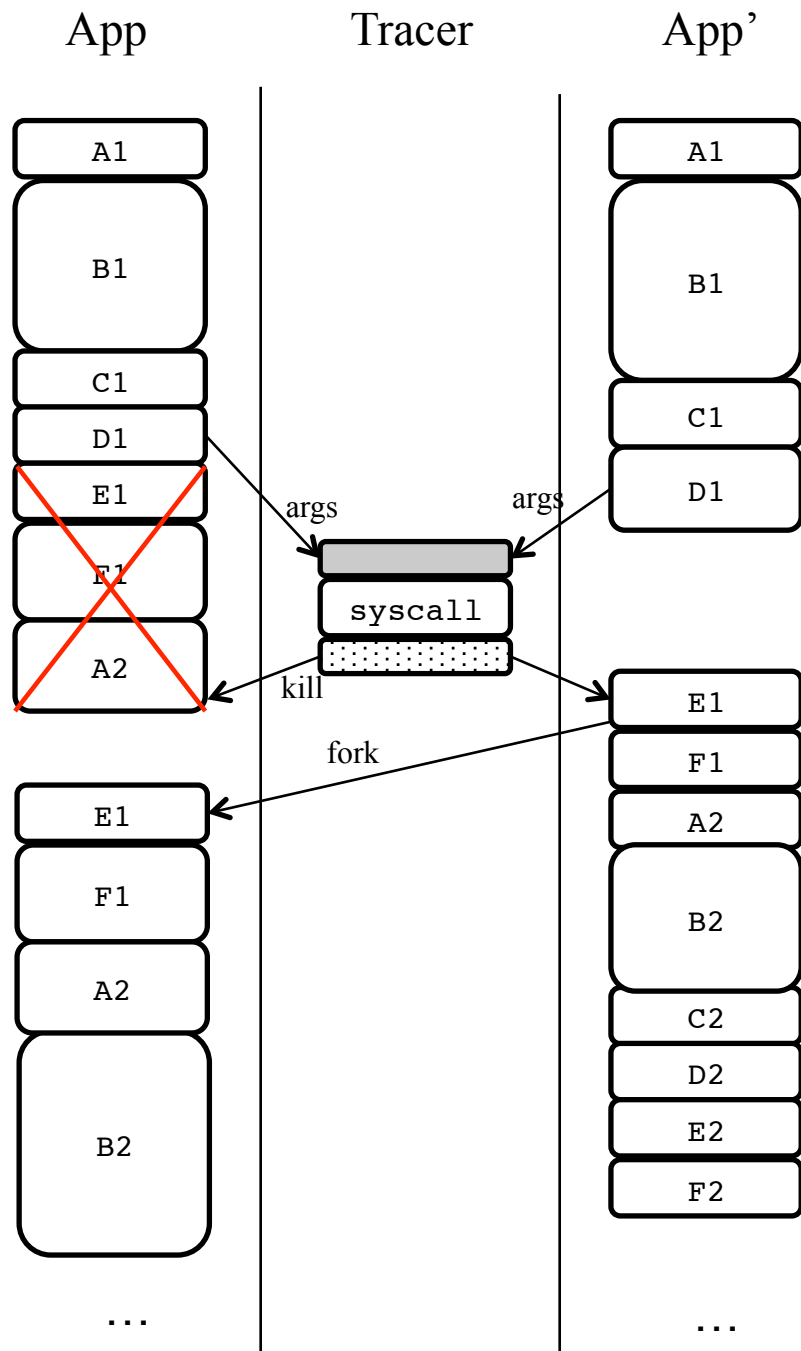 App
Tracer
App’
A1
B1
C1
D1
E1
F1
A2
E1
F1
A2
B2
...
args
args
syscall
kill
fork
A1
B1
C1
D1
E1
F1
A2
B2
C2
D2
E2
F2
...